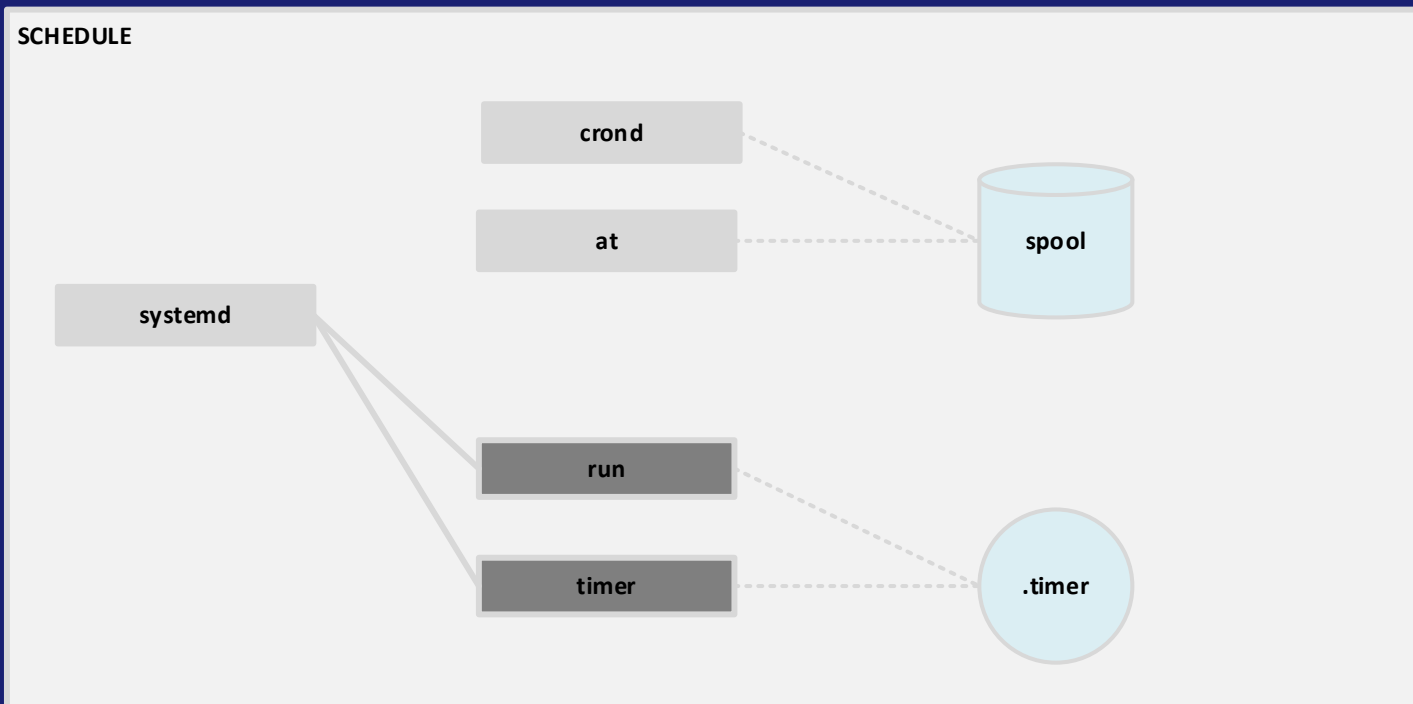 SCHEDULE
crond
at
spool
systemd
run
timer
.timer